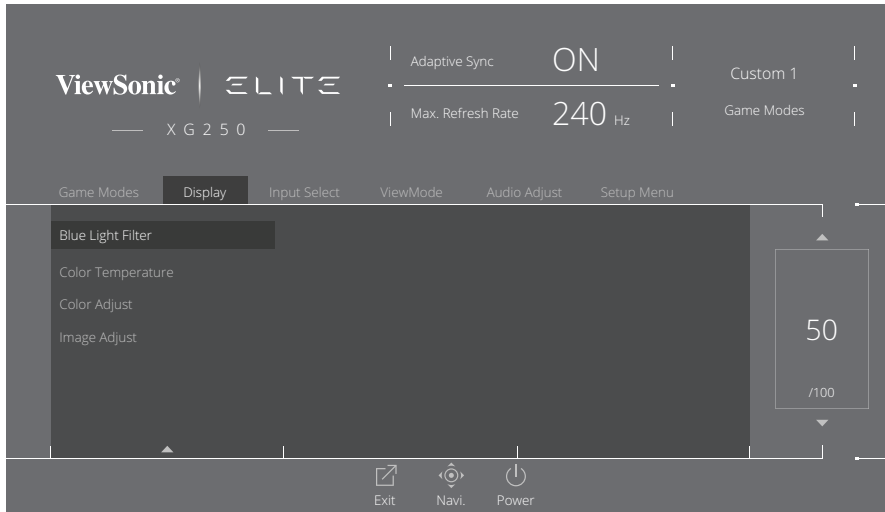 ViewSonic® ELITE
XG250
Adaptive Sync ON
Max. Refresh Rate 240 Hz
Custom 1
Game Modes
Game Modes Display Input Select ViewMode Audio Adjust Setup Menu
Blue Light Filter
Color Temperature
Color Adjust
Image Adjust
50
/100
Exit Navi. Power